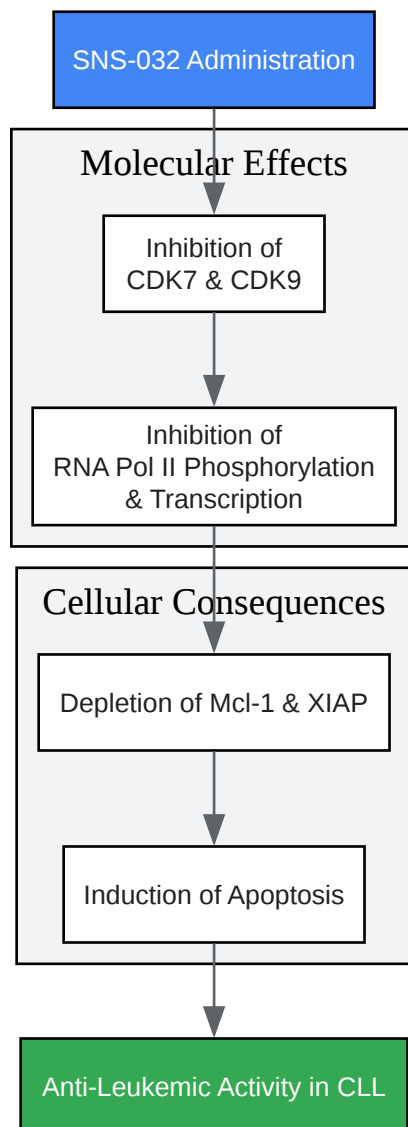 SNS-032 Administration
Molecular Effects
Inhibition of
CDK7 & CDK9
Inhibition of
RNA Pol II Phosphorylation
& Transcription
Cellular Consequences
Depletion of Mcl-1 & XIAP
Induction of Apoptosis
Anti-Leukemic Activity in CLL